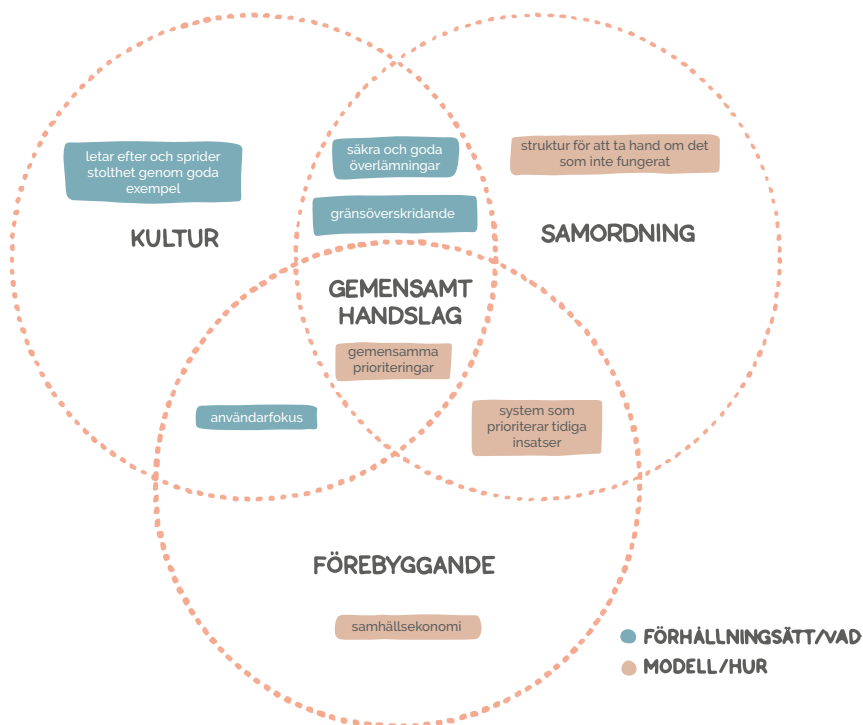 letar efter och sprider
stolthet genom goda
exempel
säkra och goda
överlämningar
struktur för att ta hand om det
som inte fungerat
gränsöverskridande
KULTUR
SAMORDNING
GEMENSAMT
HANDSLAG
gemensamma
prioriteringar
användarfokus
system som
prioriterar tidiga
insatser
FÖREBYGGANDE
samhällsekonomi
FÖRHÅLLNINGSÄTT/VAD
MODELL/HUR